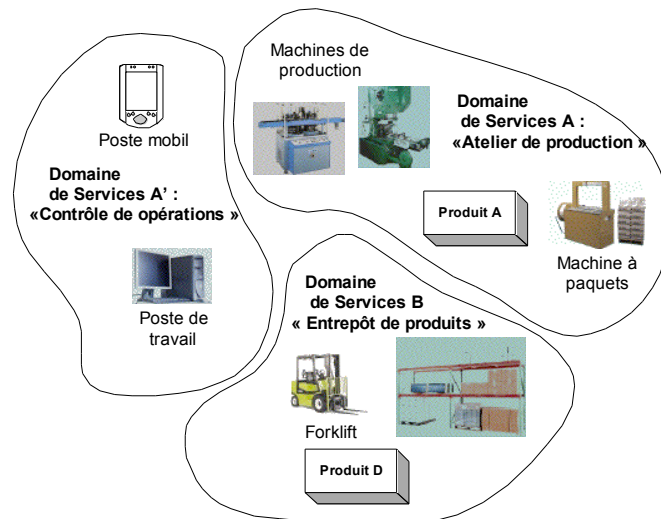 Poste mobil
Domaine
de Services A’ :
«Contrôle de opérations »
Poste de
travail
Machines de
production
Domaine
de Services A :
«Atelier de production »
Produit A
Machine à
paquets
Domaine
de Services B
« Entrepôt de produits »
Forklift
Produit D